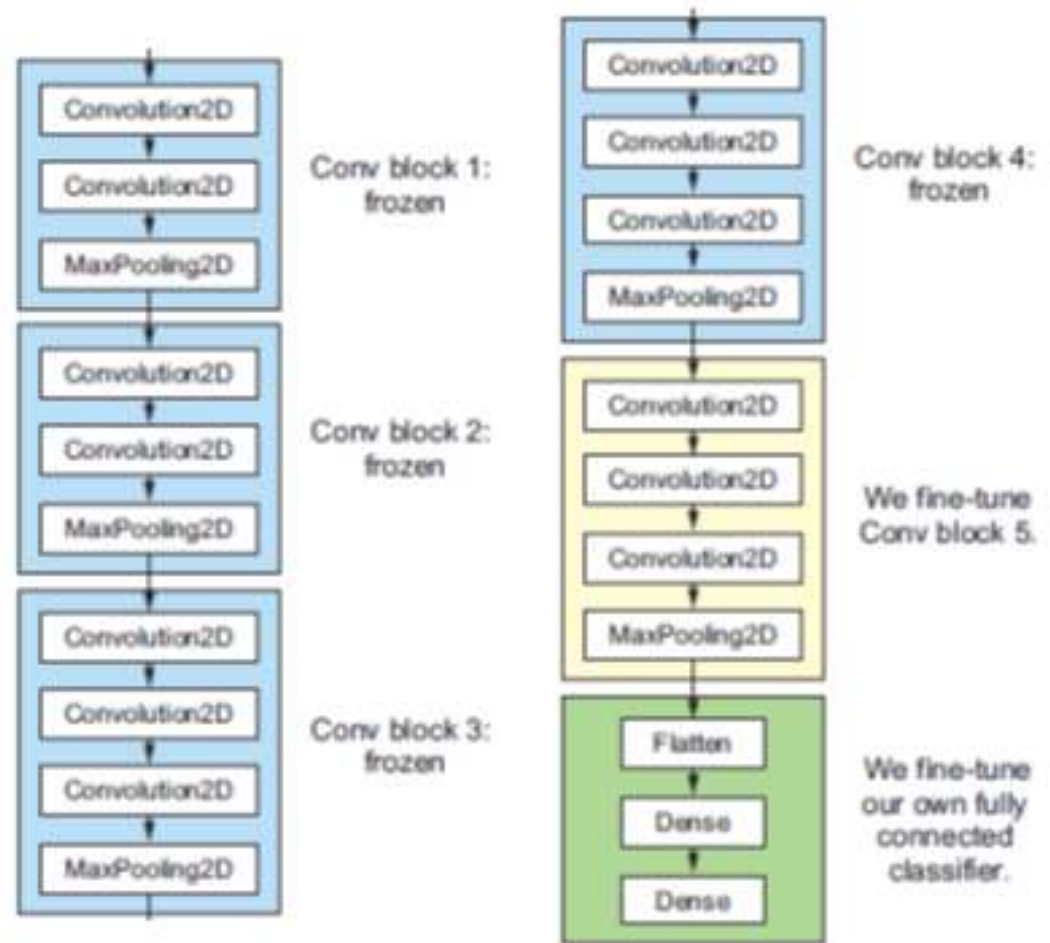 Convolution2D
Convolution2D
MaxPooling2D
Conv block 1:
frozen
Convolution2D
Convolution2D
MaxPooling2D
Conv block 2:
frozen
Convolution2D
Convolution2D
Convolution2D
MaxPooling2D
Conv block 3:
frozen
Convolution2D
Convolution2D
Convolution2D
MaxPooling2D
Conv block 4:
frozen
Convolution2D
Convolution2D
Convolution2D
MaxPooling2D
We fine-tune
Conv block 5.
Flatten
Dense
Dense
We fine-tune
our own fully
connected
classifier.